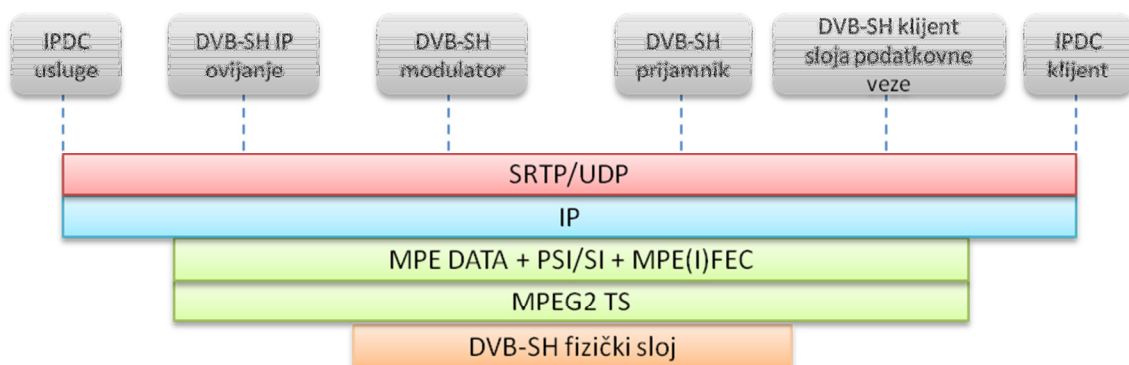 IPDC
usluge
DVB-SH IP
ovijanje
DVB-SH
modulator
DVB-SH
prijamnik
DVB-SH klijent
sloja podatkovne
veze
IPDC
klijent
SRTP/UDP
IP
MPE DATA + PSI/SI + MPE(I)FEC
MPEG2 TS
DVB-SH fizički sloj